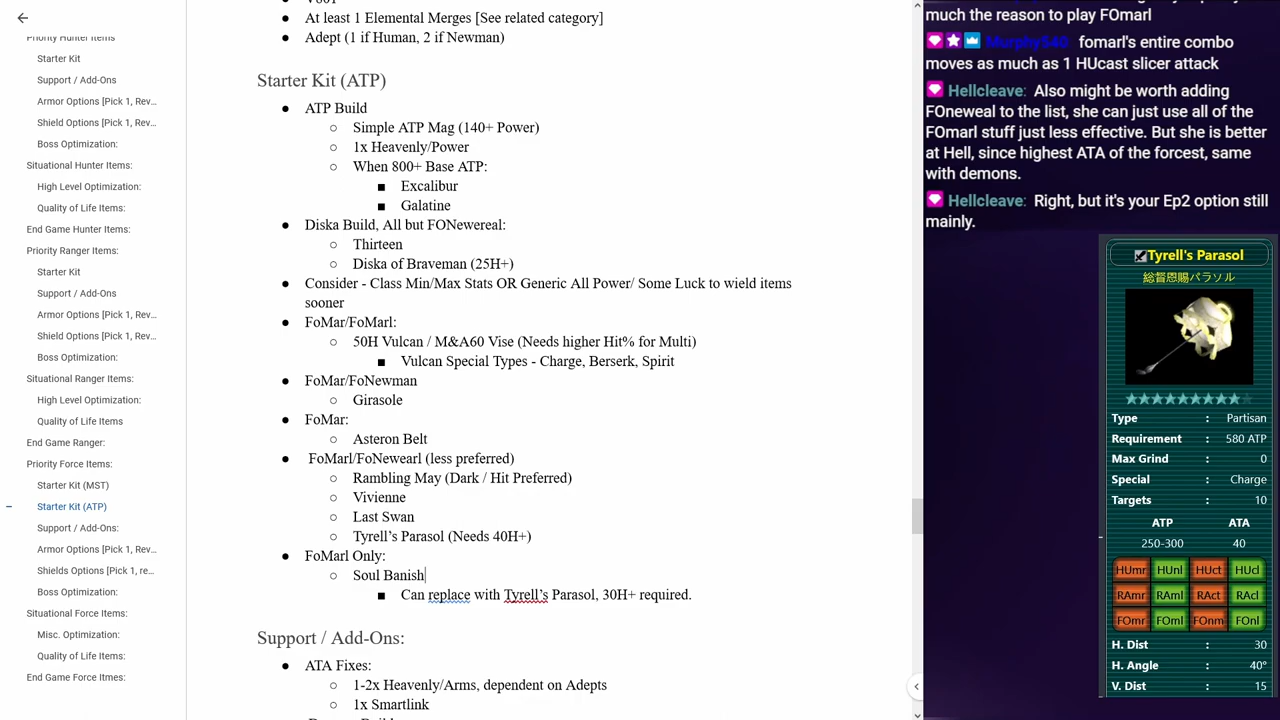 Priority Hunter Items
Starter Kit
Support / Add-Ons:
Armor Options [Pick 1, Rev...
Shield Options [Pick 1, Rev...
Boss Optimization:
Situational Hunter Items:
High Level Optimization:
Quality of Life Items:
End Game Hunter Items:
Priority Ranger Items:
Starter Kit
Support / Add-Ons:
Armor Options [Pick 1, Rev...
Shield Options [Pick 1, Rev...
Boss Optimization:
Situational Ranger Items:
High Level Optimization:
Quality of Life Items
End Game Ranger:
Priority Force Items:
Starter Kit (MST)
Starter Kit (ATP)
Support / Add-Ons:
Armor Options [Pick 1, Rev...
Shields Options [Pick 1, re...
Boss Optimization:
Situational Force Items:
Misc. Optimization:
Quality of Life Items:
End Game Force Itmes:
At least 1 Elemental Merges [See related category]
Adept (1 if Human, 2 if Newman)
Starter Kit (ATP)
ATP Build
Simple ATP Mag (140+ Power)
1x Heavenly/Power
When 800+ Base ATP:
Excalibur
Galatine
Diska Build, All but FONewereal:
Thirteen
Diska of Braveman (25H+)
Consider - Class Min/Max Stats OR Generic All Power/ Some Luck to wield items
sooner
FoMar/FoMarl:
50H Vulcan / M&A60 Vise (Needs higher Hit% for Multi)
Vulcan Special Types - Charge, Berserk, Spirit
FoMar/FoNewman
Girasole
FoMar:
Asteron Belt
FoMarl/FoNewearl (less preferred)
Rambling May (Dark / Hit Preferred)
Vivienne
Last Swan
Tyrell's Parasol (Needs 40H+)
FoMarl Only:
Soul Banish
Can replace with Tyrell's Parasol, 30H+ required.
Support / Add-Ons:
ATA Fixes:
1-2x Heavenly/Arms, dependent on Adepts
1x Smartlink
much the reason to play FOmarl
MurphyS40 fomarl's entire combo
moves as much as 1 HUcast slicer attack
Hellcleave: Also might be worth adding
FOneweal to the list, she can just use all of the
FOmarl stuff just less effective. But she is better
at Hell, since highest ATA of the forcest, same
with demons.
Hellcleave: Right, but it's your Ep2 option still
mainly.
Tyrell's Parasol
総督恩賜パラソル
Type : Partisan
Requirement : 580 ATP
Max Grind : 0
Special : Charge
Targets : 10
ATP ATA
250-300 40
HUmr HUnl HUct HUcl
RAmr RAml RAct RAcl
FOmr FOml FOnm FOnl
H. Dist : 30
H. Angle : 40°
V. Dist : 15